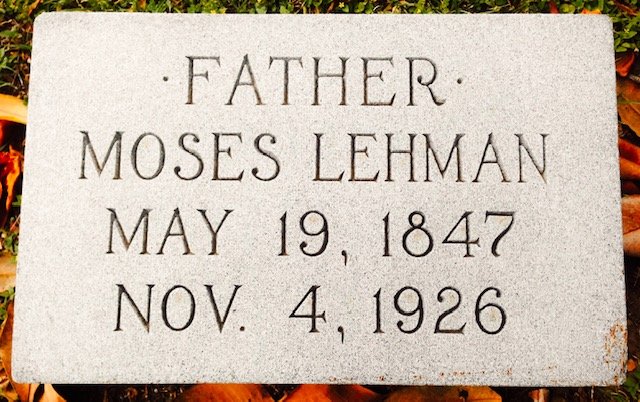 ·FATHER·
MOSES LEHMAN
MAY 19, 1847
NOV. 4, 1926